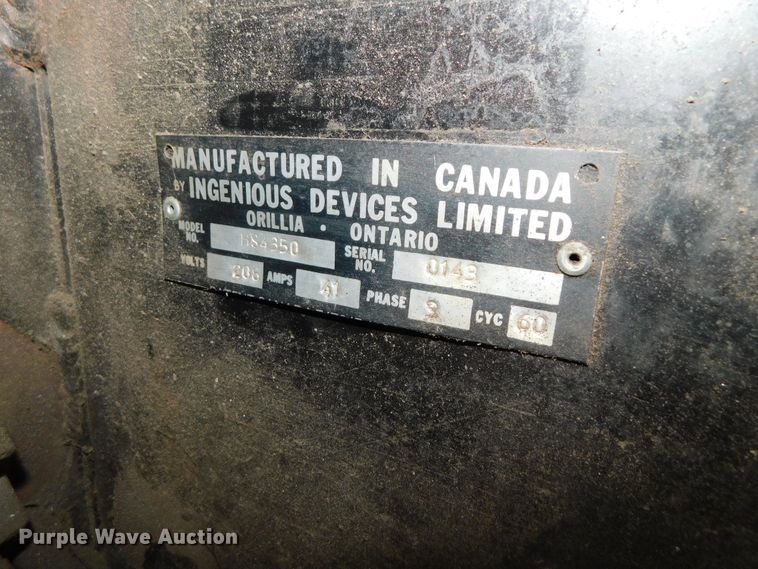 MANUFACTURED IN CANADA
BY INGENIOUS DEVICES LIMITED
ORILLIA · ONTARIO
MODEL NO. SERIAL NO. 0143
VOLTS 206 AMPS 41 PHASE 3 CYC 60
Purple Wave Auction